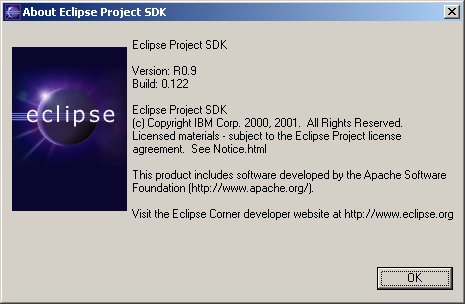 About Eclipse Project SDK
eclipse
Eclipse Project SDK
Version: R0.9
Build: 0.122
Eclipse Project SDK
(c) Copyright IBM Corp. 2000, 2001.  All Rights Reserved.
Licensed materials - subject to the Eclipse Project license
agreement.  See Notice.html
This product includes software developed by the Apache Software
Foundation (http://www.apache.org/).
Visit the Eclipse Corner developer website at http://www.eclipse.org
OK